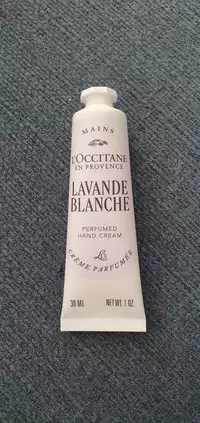 MAINS
L'OCCITANE
EN PROVENCE
LAVANDE
BLANCHE
PERFUMED
HAND CREAM
CRÈME PARFUMÉE
30 ML NET WT. 1 OZ.